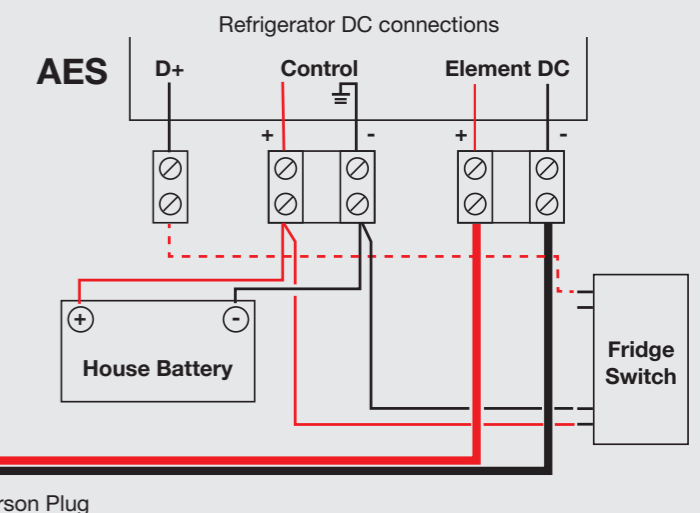 Refrigerator DC connections
AES
D+
Control
Element DC
+
-
+
-
+
-
House Battery
Fridge
Switch
rson Plug